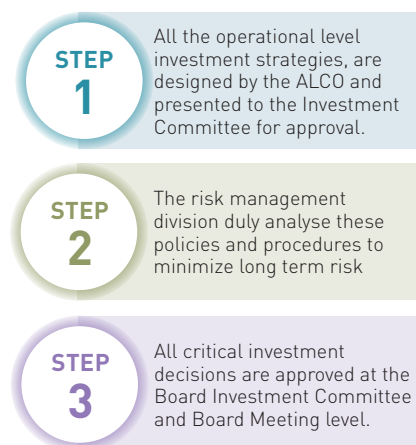 STEP
1
All the operational level
investment strategies, are
designed by the ALCO and
presented to the Investment
Committee for approval.
STEP
2
The risk management
division duly analyse these
policies and procedures to
minimize long term risk
STEP
3
All critical investment
decisions are approved at the
Board Investment Committee
and Board Meeting level.